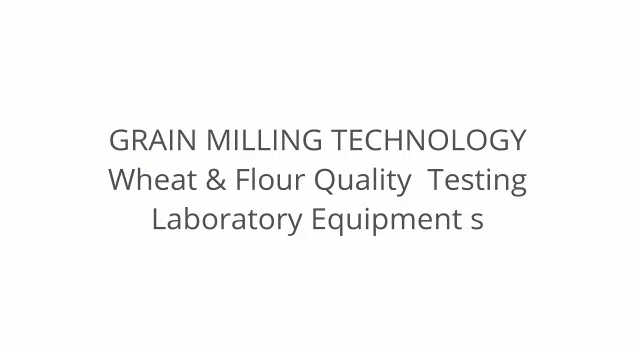 GRAIN MILLING TECHNOLOGY
Wheat & Flour Quality  Testing
Laboratory Equipment s